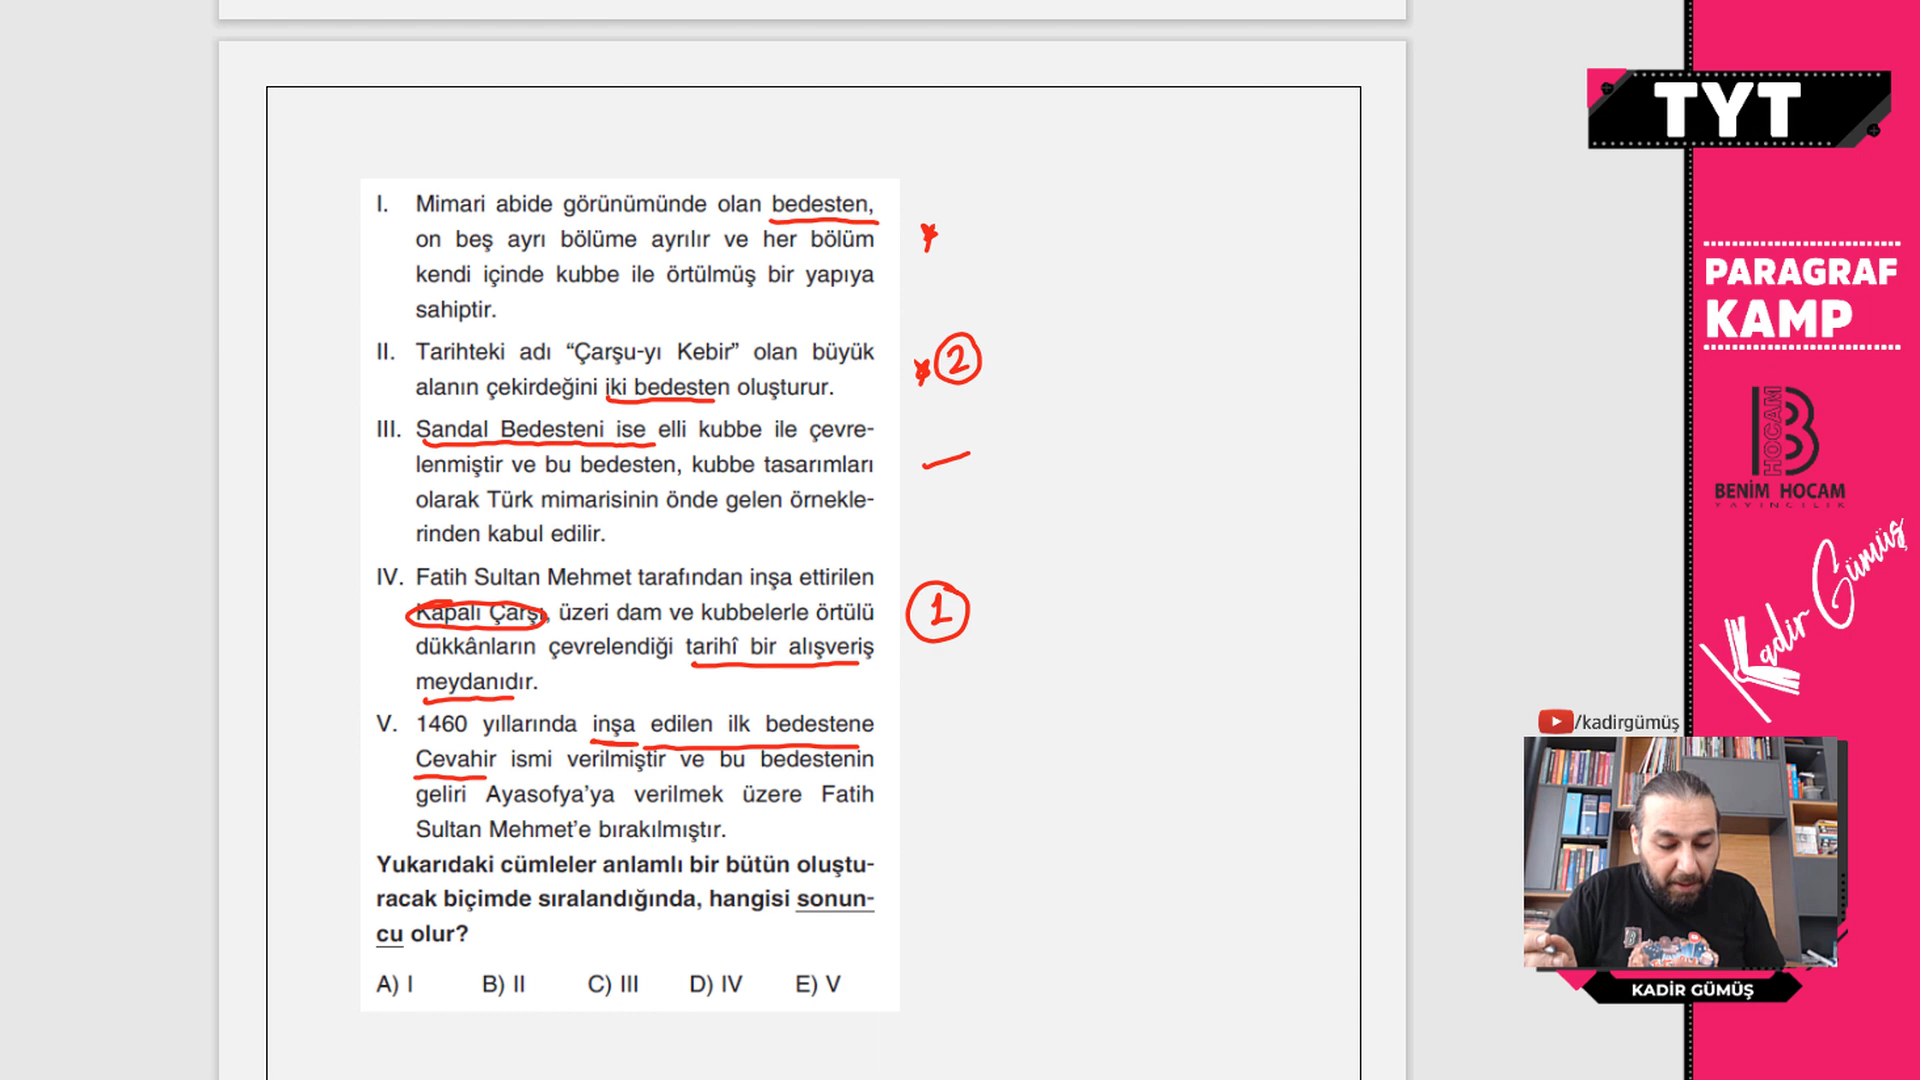 I. Mimari abide görünümünde olan bedesten,
on beş ayrı bölüme ayrılır ve her bölüm
kendi içinde kubbe ile örtülmüş bir yapıya
sahiptir.
II. Tarihteki adı “Çarşu-yı Kebir” olan büyük
alanın çekirdeğini iki bedesten oluşturur.
2
III. Sandal Bedesteni ise elli kubbe ile çevre-
lenmiştir ve bu bedesten, kubbe tasarımları
olarak Türk mimarisinin önde gelen örnekle-
rinden kabul edilir.
IV. Fatih Sultan Mehmet tarafından inşa ettirilen
Kapalı Çarşı, üzeri dam ve kubbelerle örtülü
1
dükkânların çevrelendiği tarihî bir alışveriş
meydanıdır.
V. 1460 yıllarında inşa edilen ilk bedestene
Cevahir ismi verilmiştir ve bu bedestenin
geliri Ayasofya’ya verilmek üzere Fatih
Sultan Mehmet’e bırakılmıştır.
Yukarıdaki cümleler anlamlı bir bütün oluştu-
racak biçimde sıralandığında, hangisi sonun-
cu olur?
A) I B) II C) III D) IV E) V
TYT
PARAGRAF
KAMP
HOCAM
B
BENİM HOCAM
YAYINCILIK
Kadir Gümüş
/kadirgümüş
KADİR GÜMÜŞ